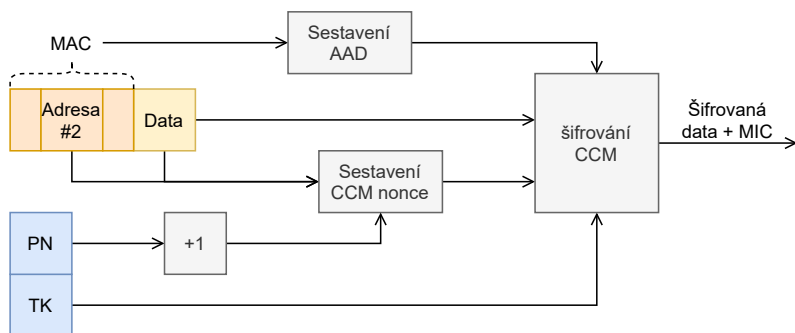 MAC
Sestavení
AAD
Adresa
#2
Data
šifrování
CCM
Šifrovaná
data + MIC
Sestavení
CCM nonce
PN
+1
TK